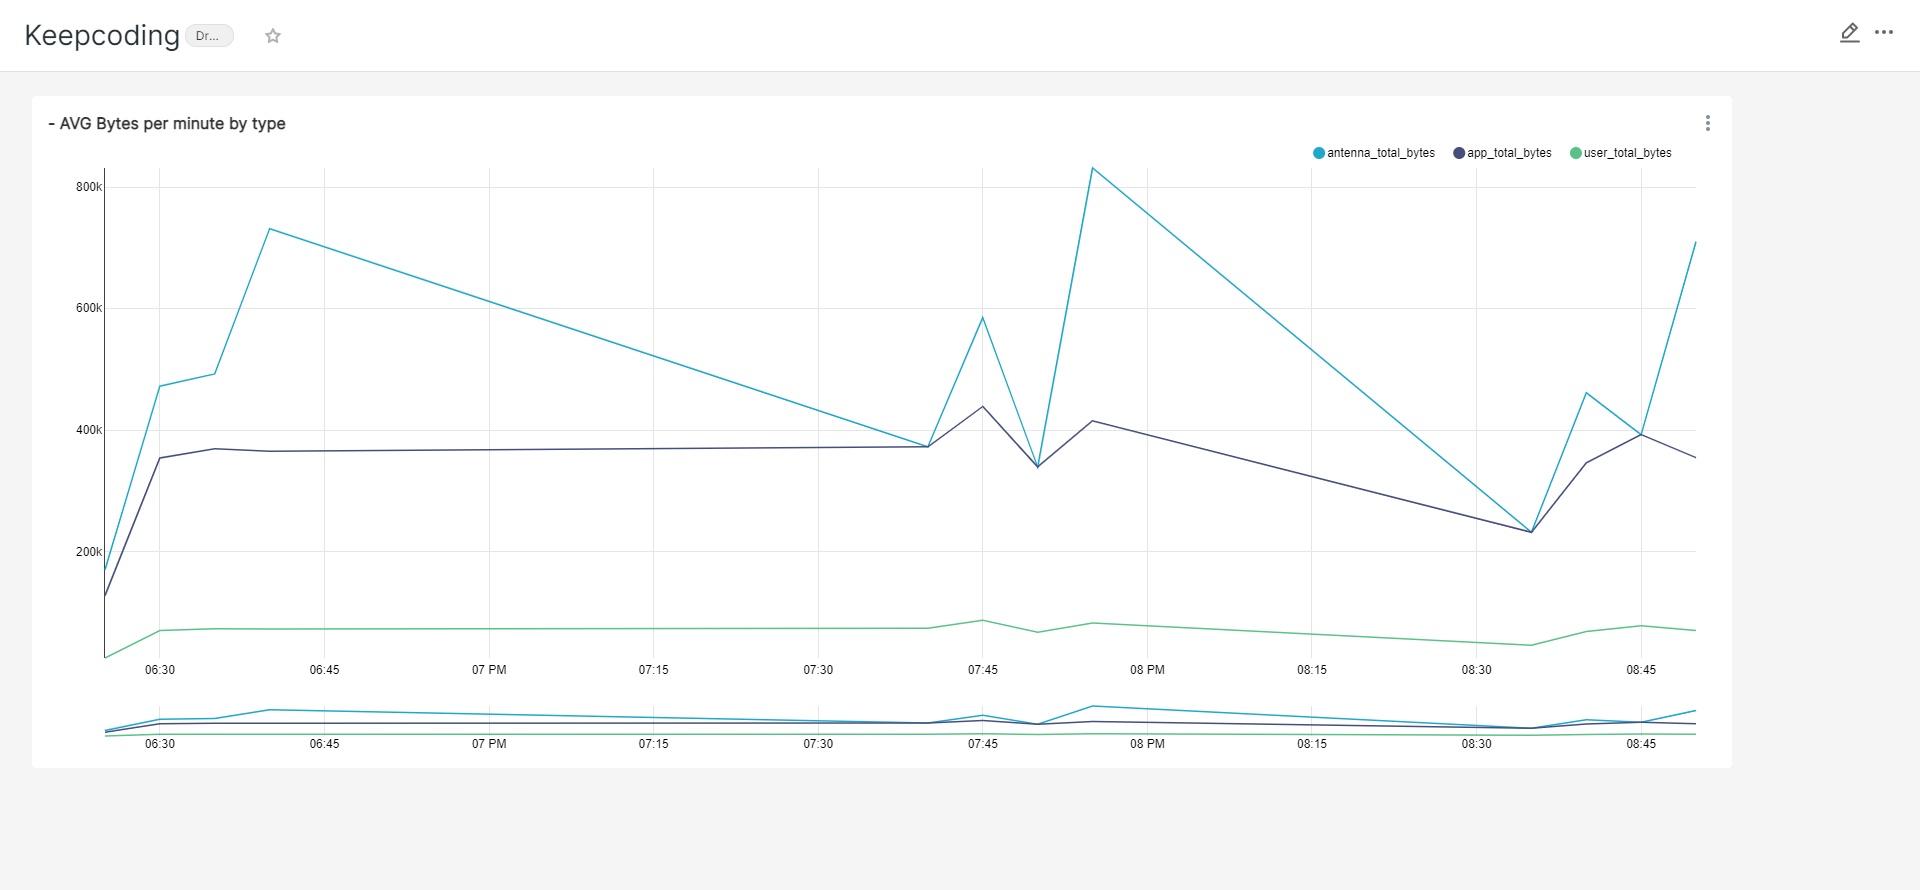 Keepcoding Dr...
- AVG Bytes per minute by type
antenna_total_bytes app_total_bytes user_total_bytes
800k
600k
400k
200k
06:30 06:45 07 PM 07:15 07:30 07:45 08 PM 08:15 08:30 08:45
06:30 06:45 07 PM 07:15 07:30 07:45 08 PM 08:15 08:30 08:45